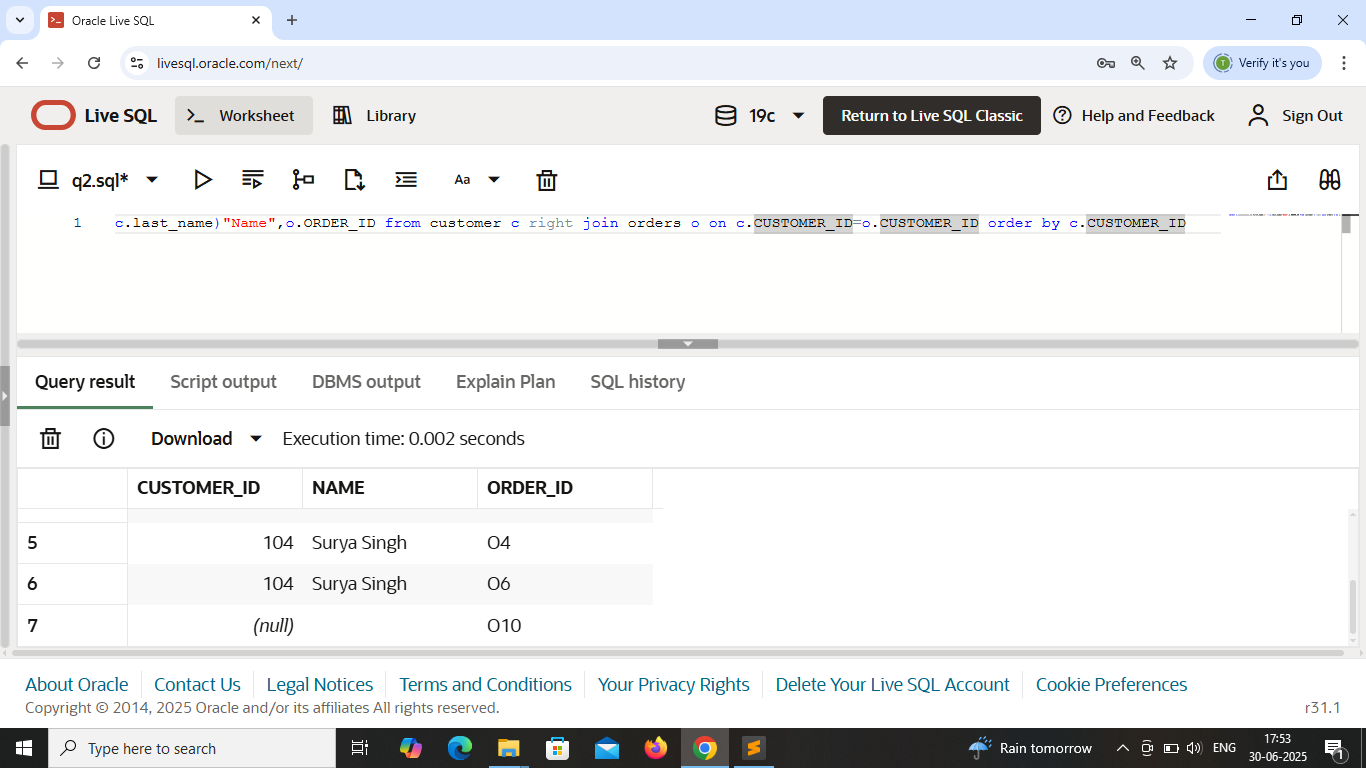 Oracle Live SQL
livesql.oracle.com/next/
T Verify it's you
Live SQL Worksheet Library 19c Return to Live SQL Classic Help and Feedback Sign Out
q2.sql* Aa
1 c.last_name)"Name",o.ORDER_ID from customer c right join orders o on c.CUSTOMER_ID=o.CUSTOMER_ID order by c.CUSTOMER_ID
Query result Script output DBMS output Explain Plan SQL history
Download Execution time: 0.002 seconds
CUSTOMER_ID NAME ORDER_ID
5 104 Surya Singh O4
6 104 Surya Singh O6
7 (null) O10
About Oracle Contact Us Legal Notices Terms and Conditions Your Privacy Rights Delete Your Live SQL Account Cookie Preferences
Copyright © 2014, 2025 Oracle and/or its affiliates All rights reserved. r31.1
Type here to search Rain tomorrow ENG 17:53
30-06-2025 1